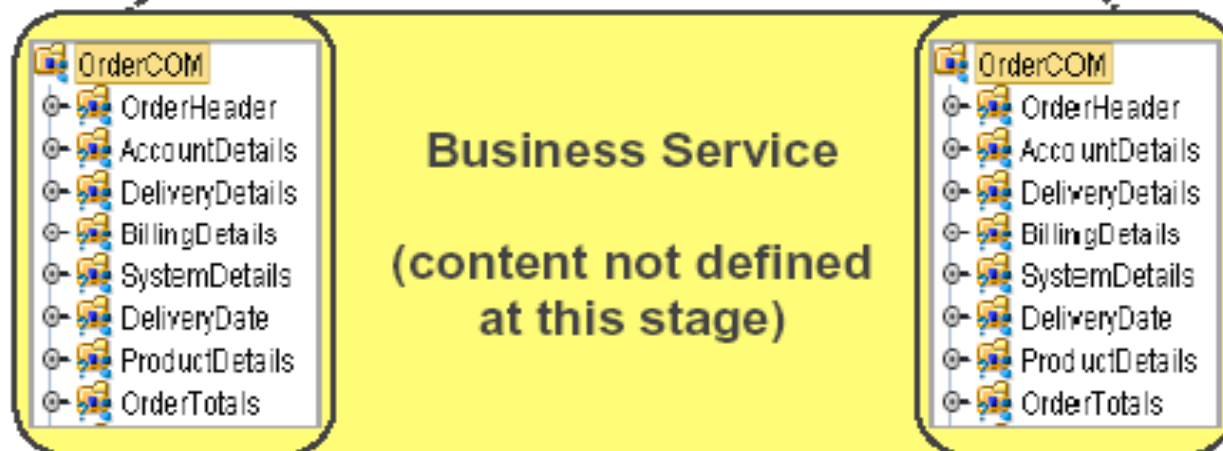 OrderCOM
OrderHeader
AccountDetails
DeliveryDetails
BillingDetails
SystemDetails
DeliveryDate
ProductDetails
OrderTotals
Business Service
(content not defined
at this stage)
OrderCOM
OrderHeader
AccountDetails
DeliveryDetails
BillingDetails
SystemDetails
DeliveryDate
ProductDetails
OrderTotals